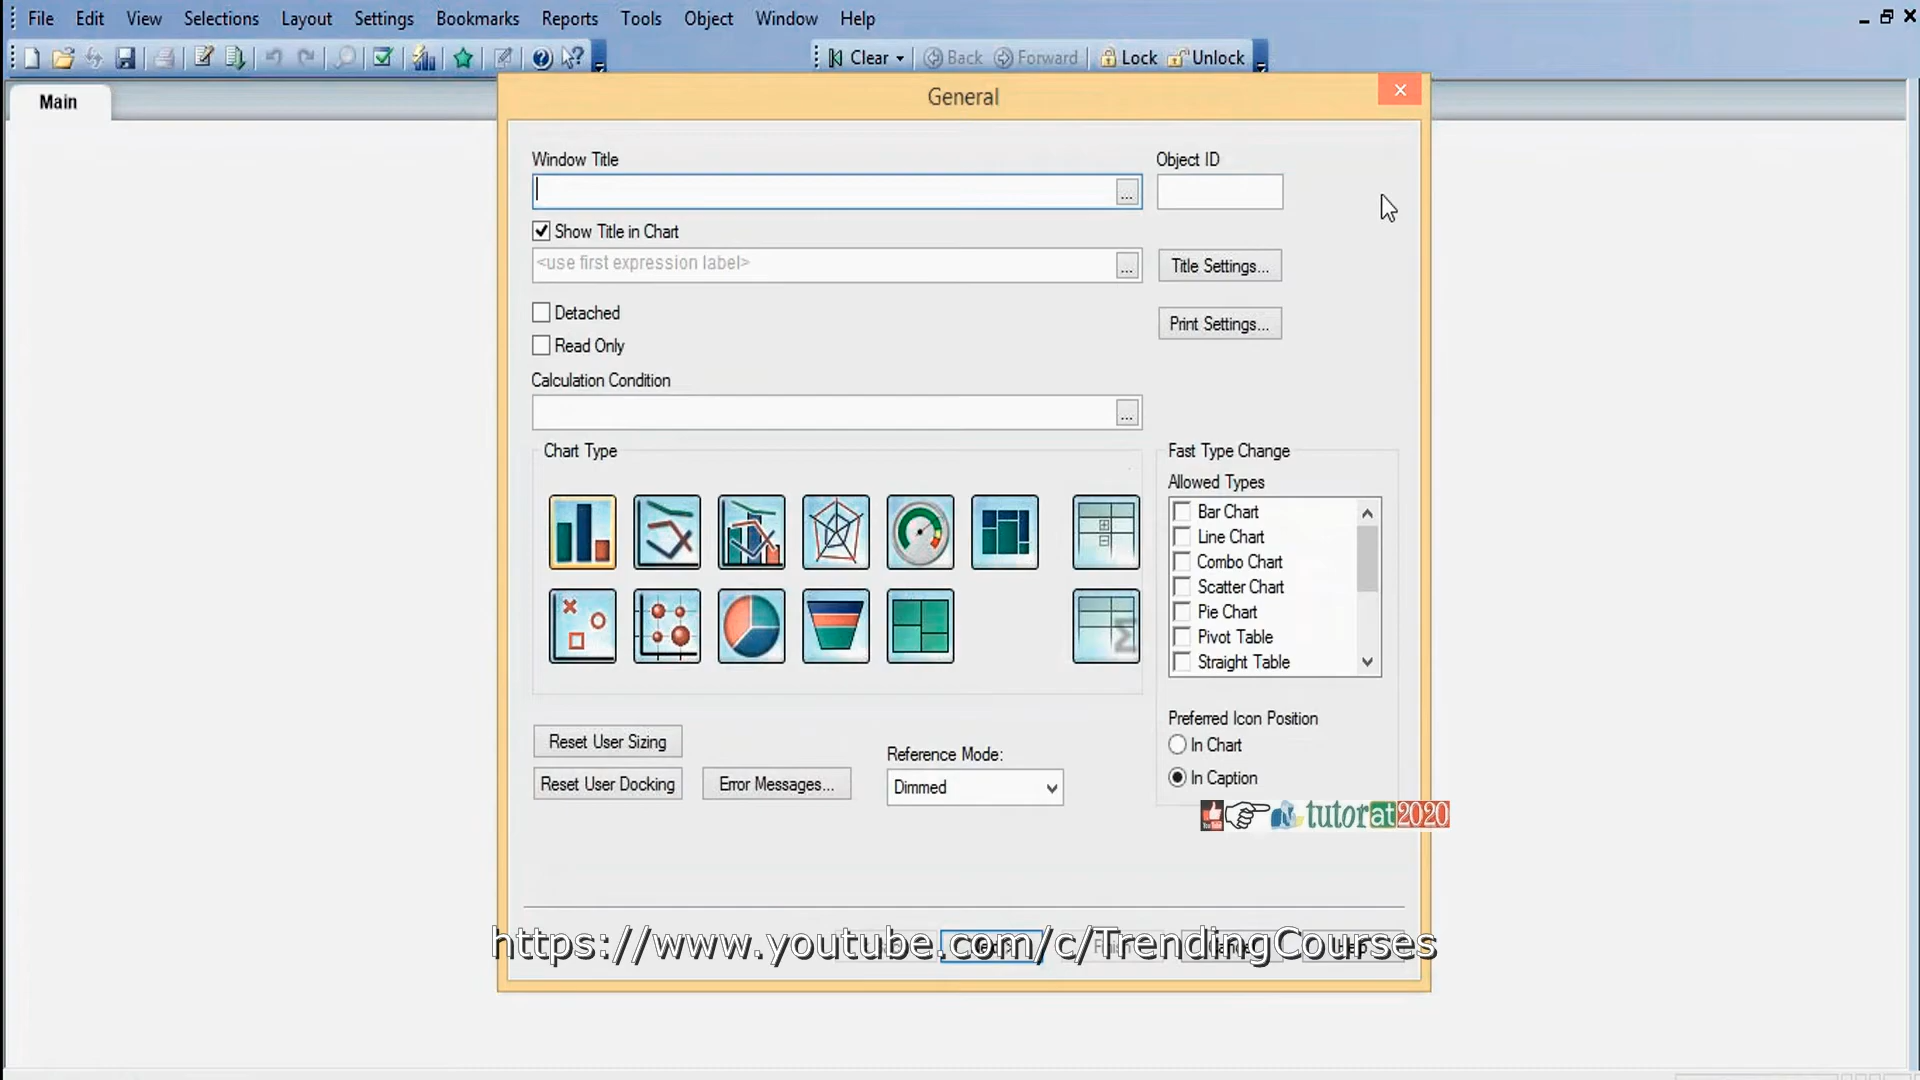 File Edit View Selections Layout Settings Bookmarks Reports Tools Object Window Help
Clear Back Forward Lock Unlock
Main
General
Window Title
Object ID
...
Show Title in Chart
<use first expression label>
...
Title Settings...
Detached
Print Settings...
Read Only
Calculation Condition
...
Chart Type
Fast Type Change
Allowed Types
Bar Chart
Line Chart
Combo Chart
Scatter Chart
Pie Chart
Pivot Table
Straight Table
Preferred Icon Position
In Chart
In Caption
Reset User Sizing
Reset User Docking
Error Messages...
Reference Mode:
Dimmed
tutorat2020
https://www.youtube.com/c/TrendingCourses